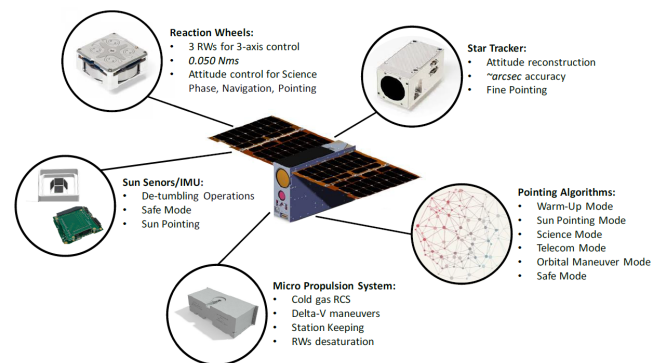 Reaction Wheels:
• 3 RWs for 3-axis control
• 0.050 Nms
• Attitude control for Science
Phase, Navigation, Pointing
Star Tracker:
• Attitude reconstruction
• ~arcsec accuracy
• Fine Pointing
Sun Senors/IMU:
• De-tumbling Operations
• Safe Mode
• Sun Pointing
Pointing Algorithms:
• Warm-Up Mode
• Sun Pointing Mode
• Science Mode
• Telecom Mode
• Orbital Maneuver Mode
• Safe Mode
Micro Propulsion System:
• Cold gas RCS
• Delta-V maneuvers
• Station Keeping
• RWs desaturation